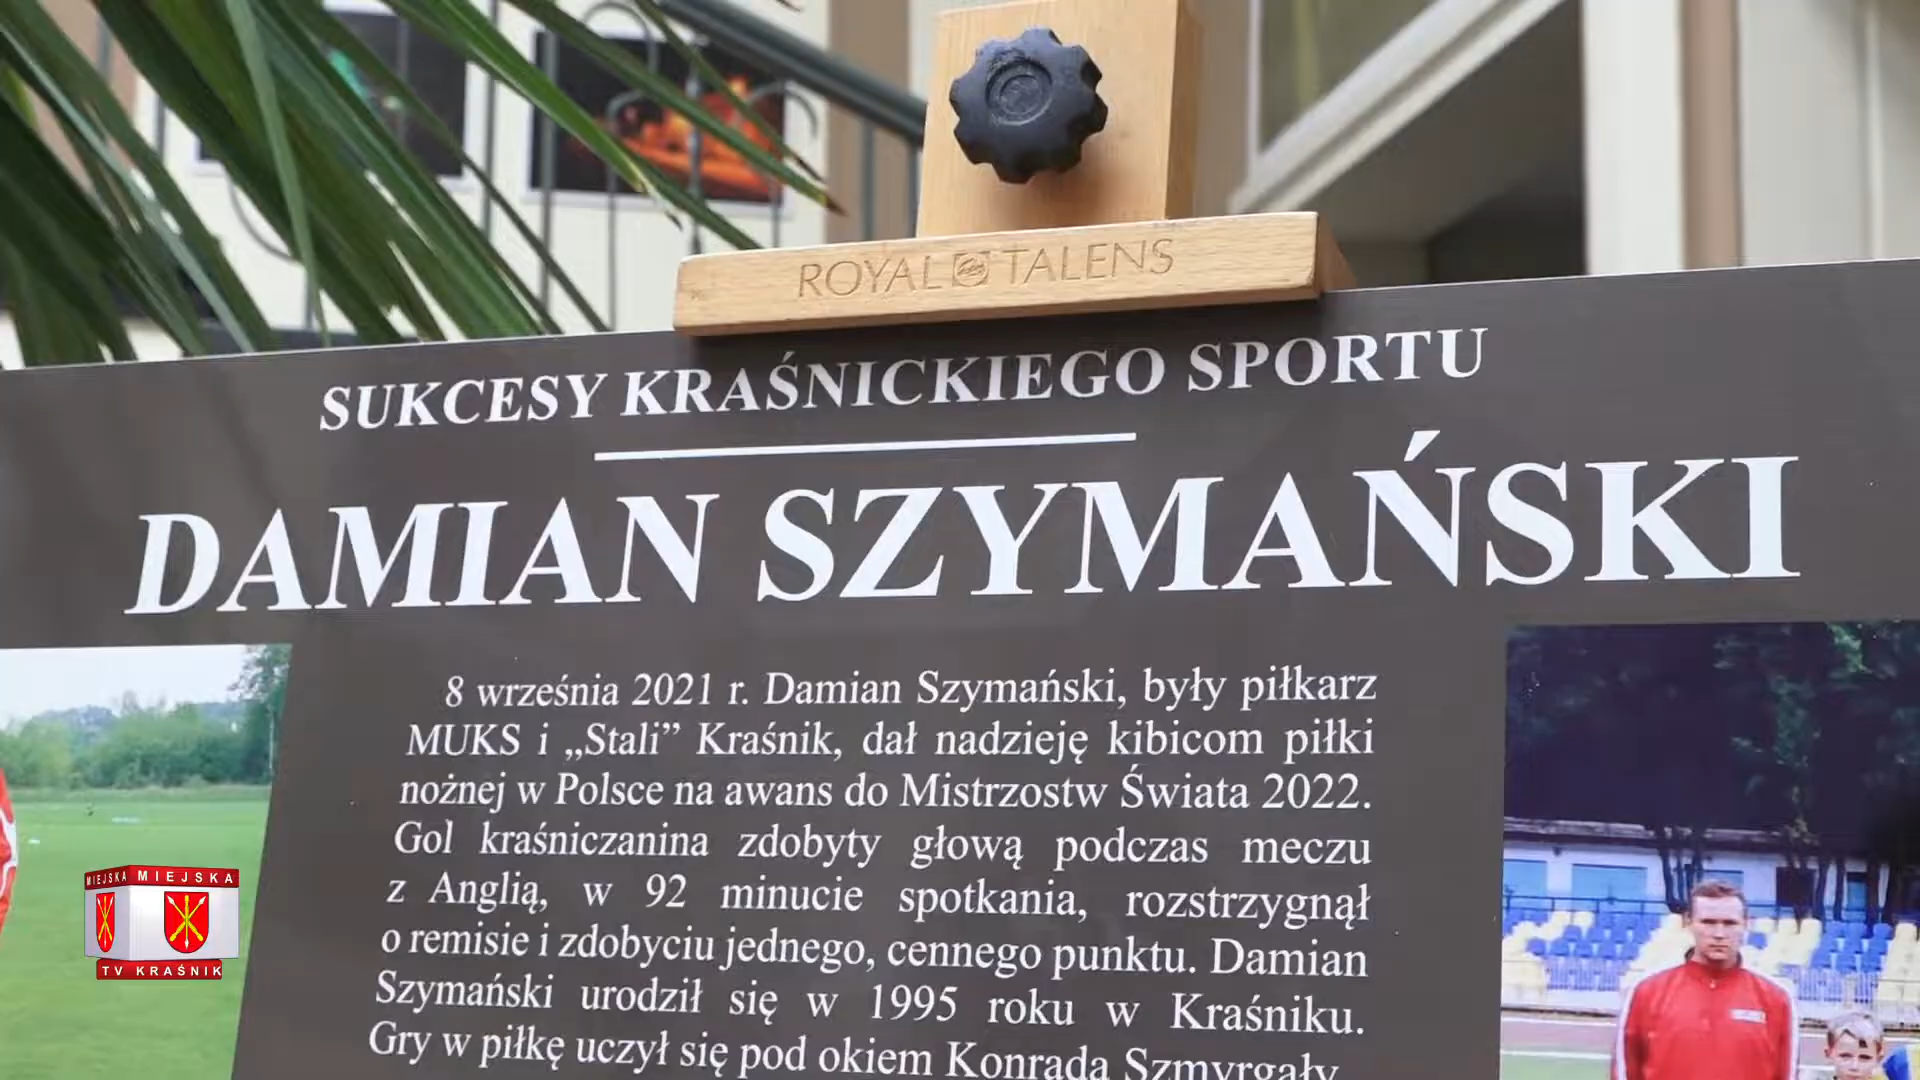 ROYAL TALENS
SUKCESY KRAŚNICKIEGO SPORTU
DAMIAN SZYMAŃSKI
8 września 2021 r. Damian Szymański, były piłkarz
MUKS i „Stali” Kraśnik, dał nadzieję kibicom piłki
nożnej w Polsce na awans do Mistrzostw Świata 2022.
Gol kraśniczanina zdobyty głową podczas meczu
z Anglią, w 92 minucie spotkania, rozstrzygnął
o remisie i zdobyciu jednego, cennego punktu. Damian
Szymański urodził się w 1995 roku w Kraśniku.
Gry w piłkę uczył się pod okiem Konrada Szmyrgały,
MIEJSKA MIEJSKA
TV KRAŚNIK